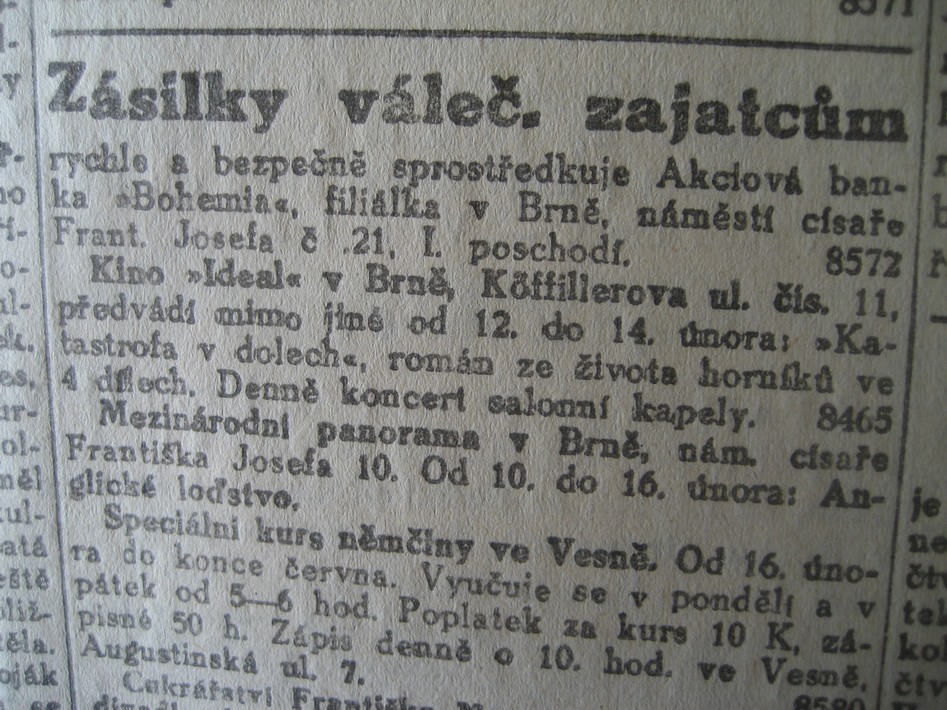 8571
Zásilky váleč. zajatcům
rychle a bezpečně sprostředkuje Akciová ban-
ka »Bohemia«, filiálka v Brně, náměstí císaře
Frant. Josefa č .21, I. poschodí. 8572
Kino »Ideal« v Brně, Köffillerova ul. čís. 11,
předvádí mimo jiné od 12. do 14. února: »Ka-
tastrofa v dolech«, román ze života horníků ve
4 dílech. Denně koncert salonní kapely. 8465
Mezinárodní panorama v Brně, nám. císaře
Františka Josefa 10. Od 10. do 16. února: An-
glické loďstvo.
Speciální kurs němčiny ve Vesně. Od 16. úno-
ra do konce června. Vyučuje se v pondělí a v
pátek od 5—6 hod. Poplatek za kurs 10 K, zá-
pisné 50 h. Zápis denně o 10. hod. ve Vesně,
Augustinská ul. 7.
Cukrářství Františka
8580